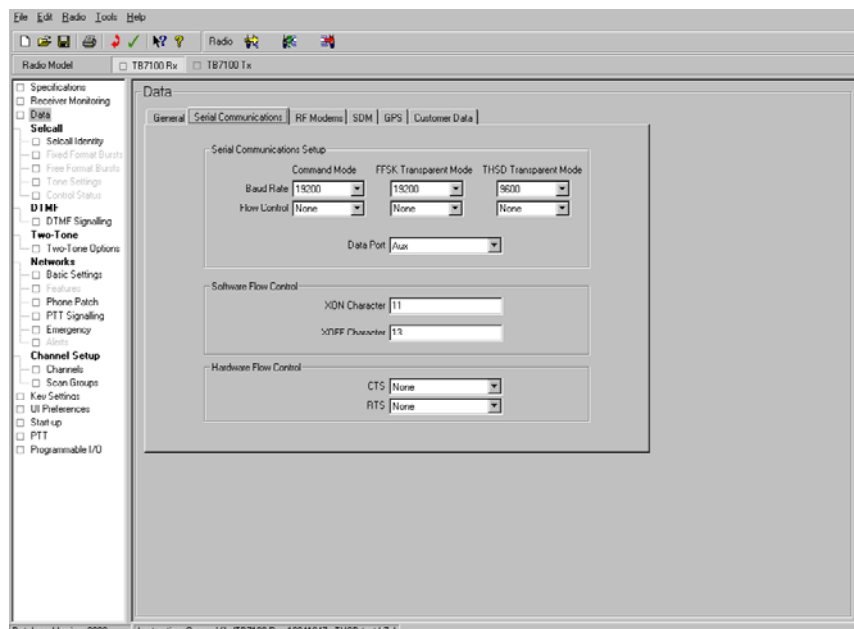 File Edit Radio Tools Help
Radio
Radio Model TB7100 Rx TB7100 Tx
Specifications
Receiver Monitoring
Data
Selcall
Selcall Identity
Fixed Format Bursts
Free Format Bursts
Tone Settings
Control Status
DTMF
DTMF Signalling
Two-Tone
Two-Tone Options
Networks
Basic Settings
Features
Phone Patch
PTT Signalling
Emergency
Alerts
Channel Setup
Channels
Scan Groups
Key Settings
UI Preferences
Start-up
PTT
Programmable I/O
Data
General Serial Communications RF Modems SDM GPS Customer Data
Serial Communications Setup
Command Mode FFSK Transparent Mode THSD Transparent Mode
Baud Rate 19200 19200 9600
Flow Control None None None
Data Port Aux
Software Flow Control
XON Character 11
XOFF Character 13
Hardware Flow Control
CTS None
RTS None